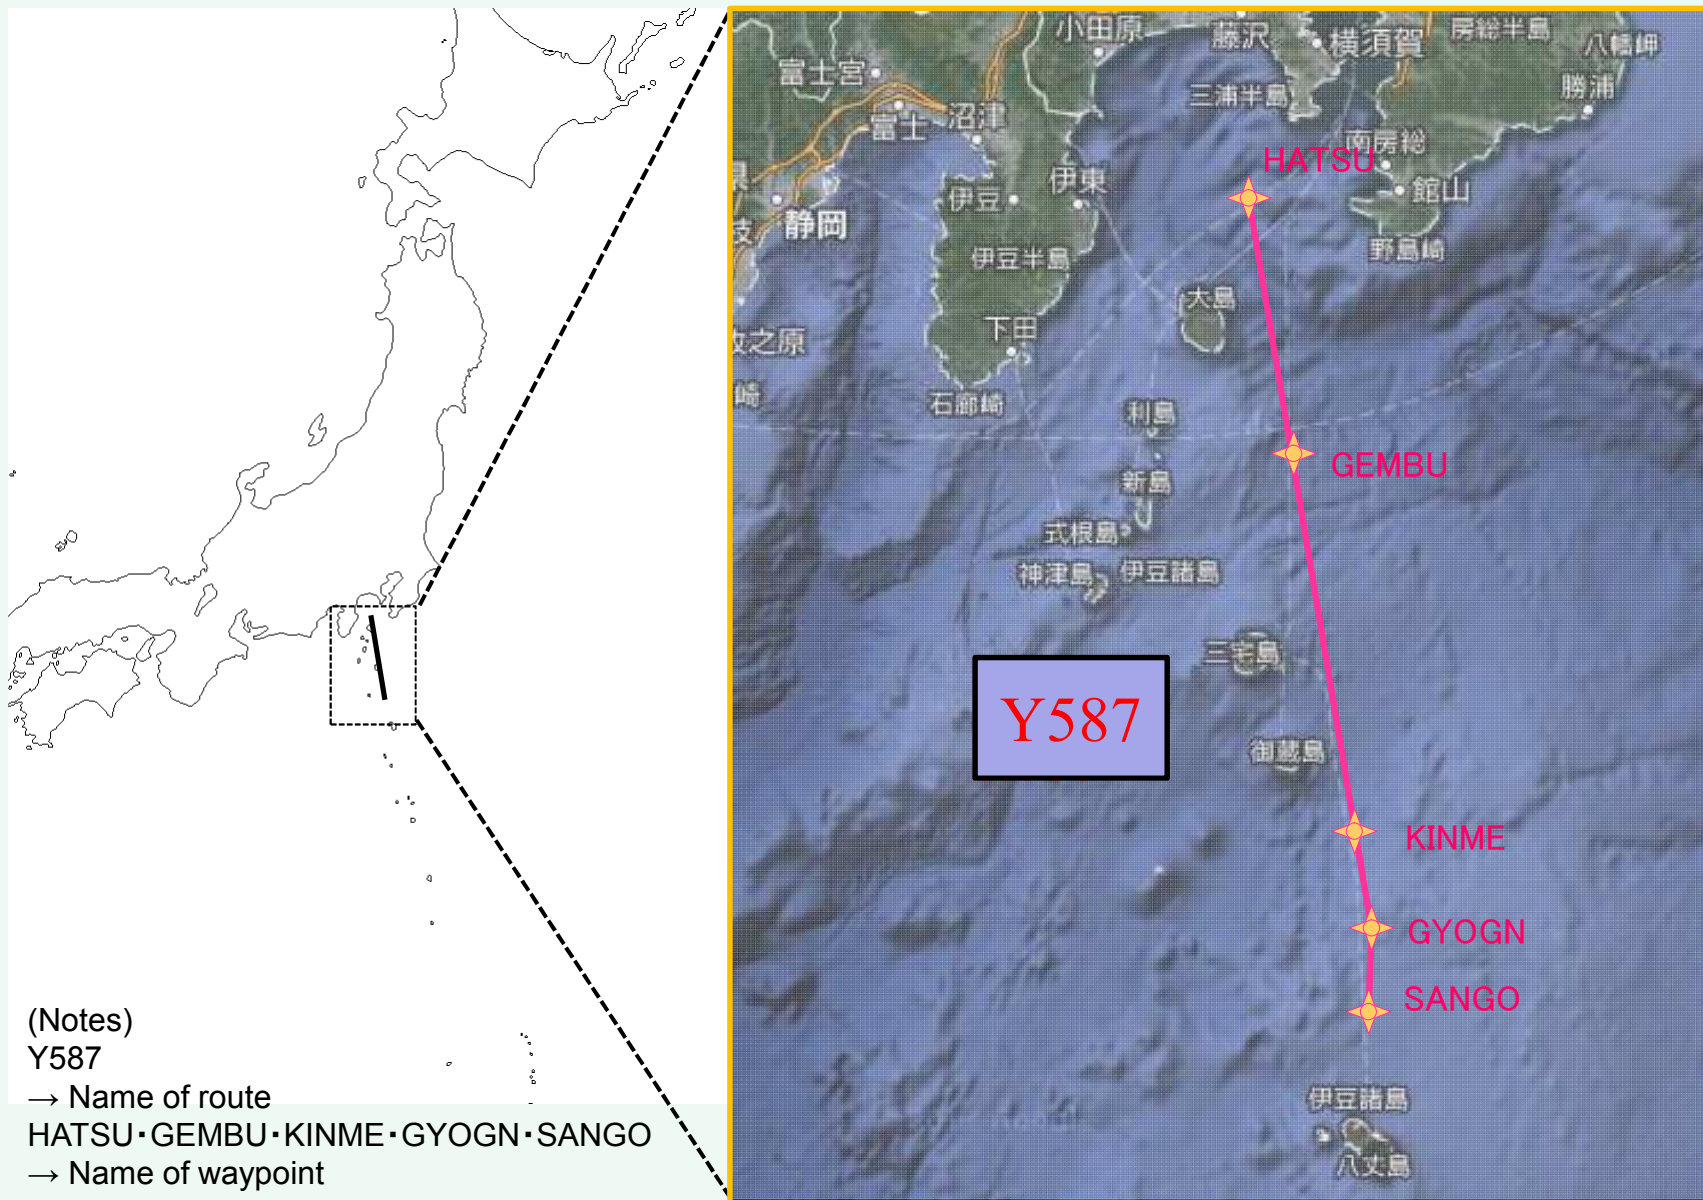 小田原
藤沢
横須賀
房総半島
八幡岬
富士宮
三浦半島
勝浦
富士
沼津
南房総
HATSU
伊豆
伊東
館山
静岡
伊豆半島
野島崎
大島
下田
牧之原
石廊崎
利島
GEMBU
新島
式根島
神津島
伊豆諸島
三宅島
Y587
御蔵島
KINME
GYOGN
SANGO
伊豆諸島
八丈島
(Notes)
Y587
→ Name of route
HATSU・GEMBU・KINME・GYOGN・SANGO
→ Name of waypoint